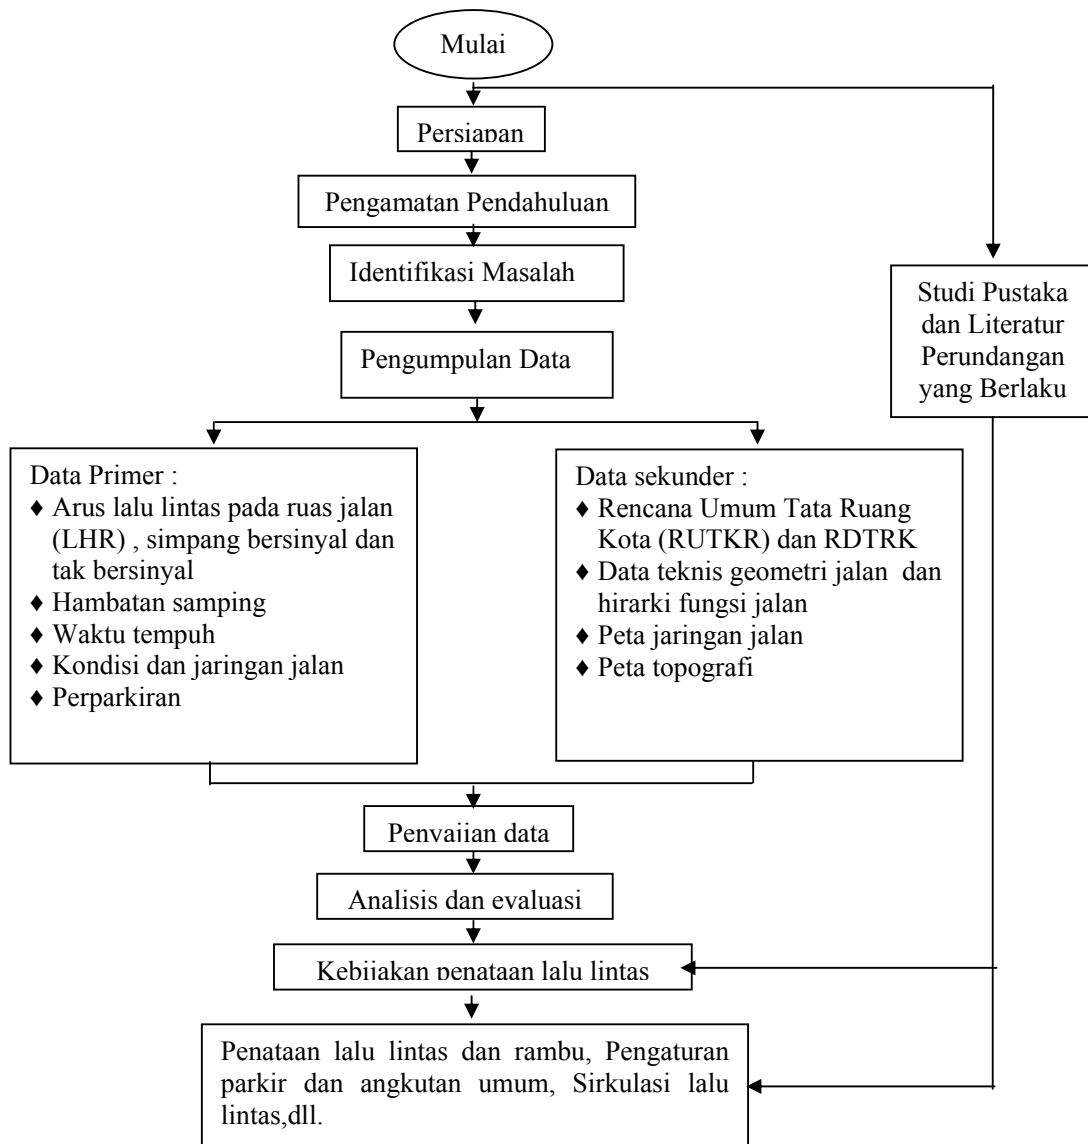 Mulai
Persiapan
Pengamatan Pendahuluan
Identifikasi Masalah
Studi Pustaka
dan Literatur
Perundangan
yang Berlaku
Pengumpulan Data
Data Primer :
♦ Arus lalu lintas pada ruas jalan
(LHR) , simpang bersinyal dan
tak bersinyal
♦ Hambatan samping
♦ Waktu tempuh
♦ Kondisi dan jaringan jalan
♦ Perparkiran
Data sekunder :
♦ Rencana Umum Tata Ruang
Kota (RUTKR) dan RDTRK
♦ Data teknis geometri jalan dan
hirarki fungsi jalan
♦ Peta jaringan jalan
♦ Peta topografi
Penyajian data
Analisis dan evaluasi
Kebijakan penataan lalu lintas
Penataan lalu lintas dan rambu, Pengaturan
parkir dan angkutan umum, Sirkulasi lalu
lintas,dll.